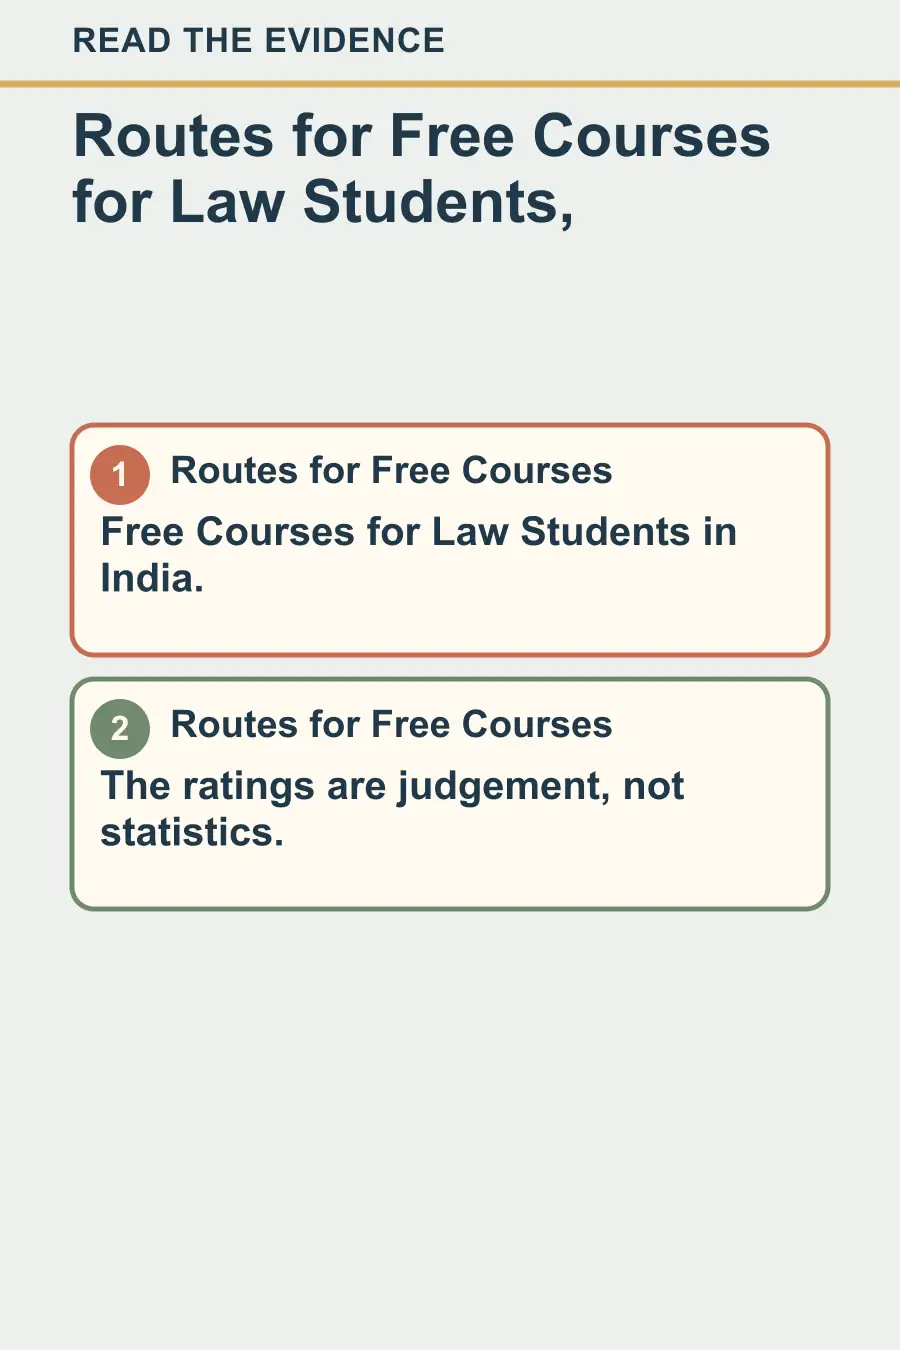 READ THE EVIDENCE
Routes for Free Courses
for Law Students,
1 Routes for Free Courses
Free Courses for Law Students in
India.
2 Routes for Free Courses
The ratings are judgement, not
statistics.